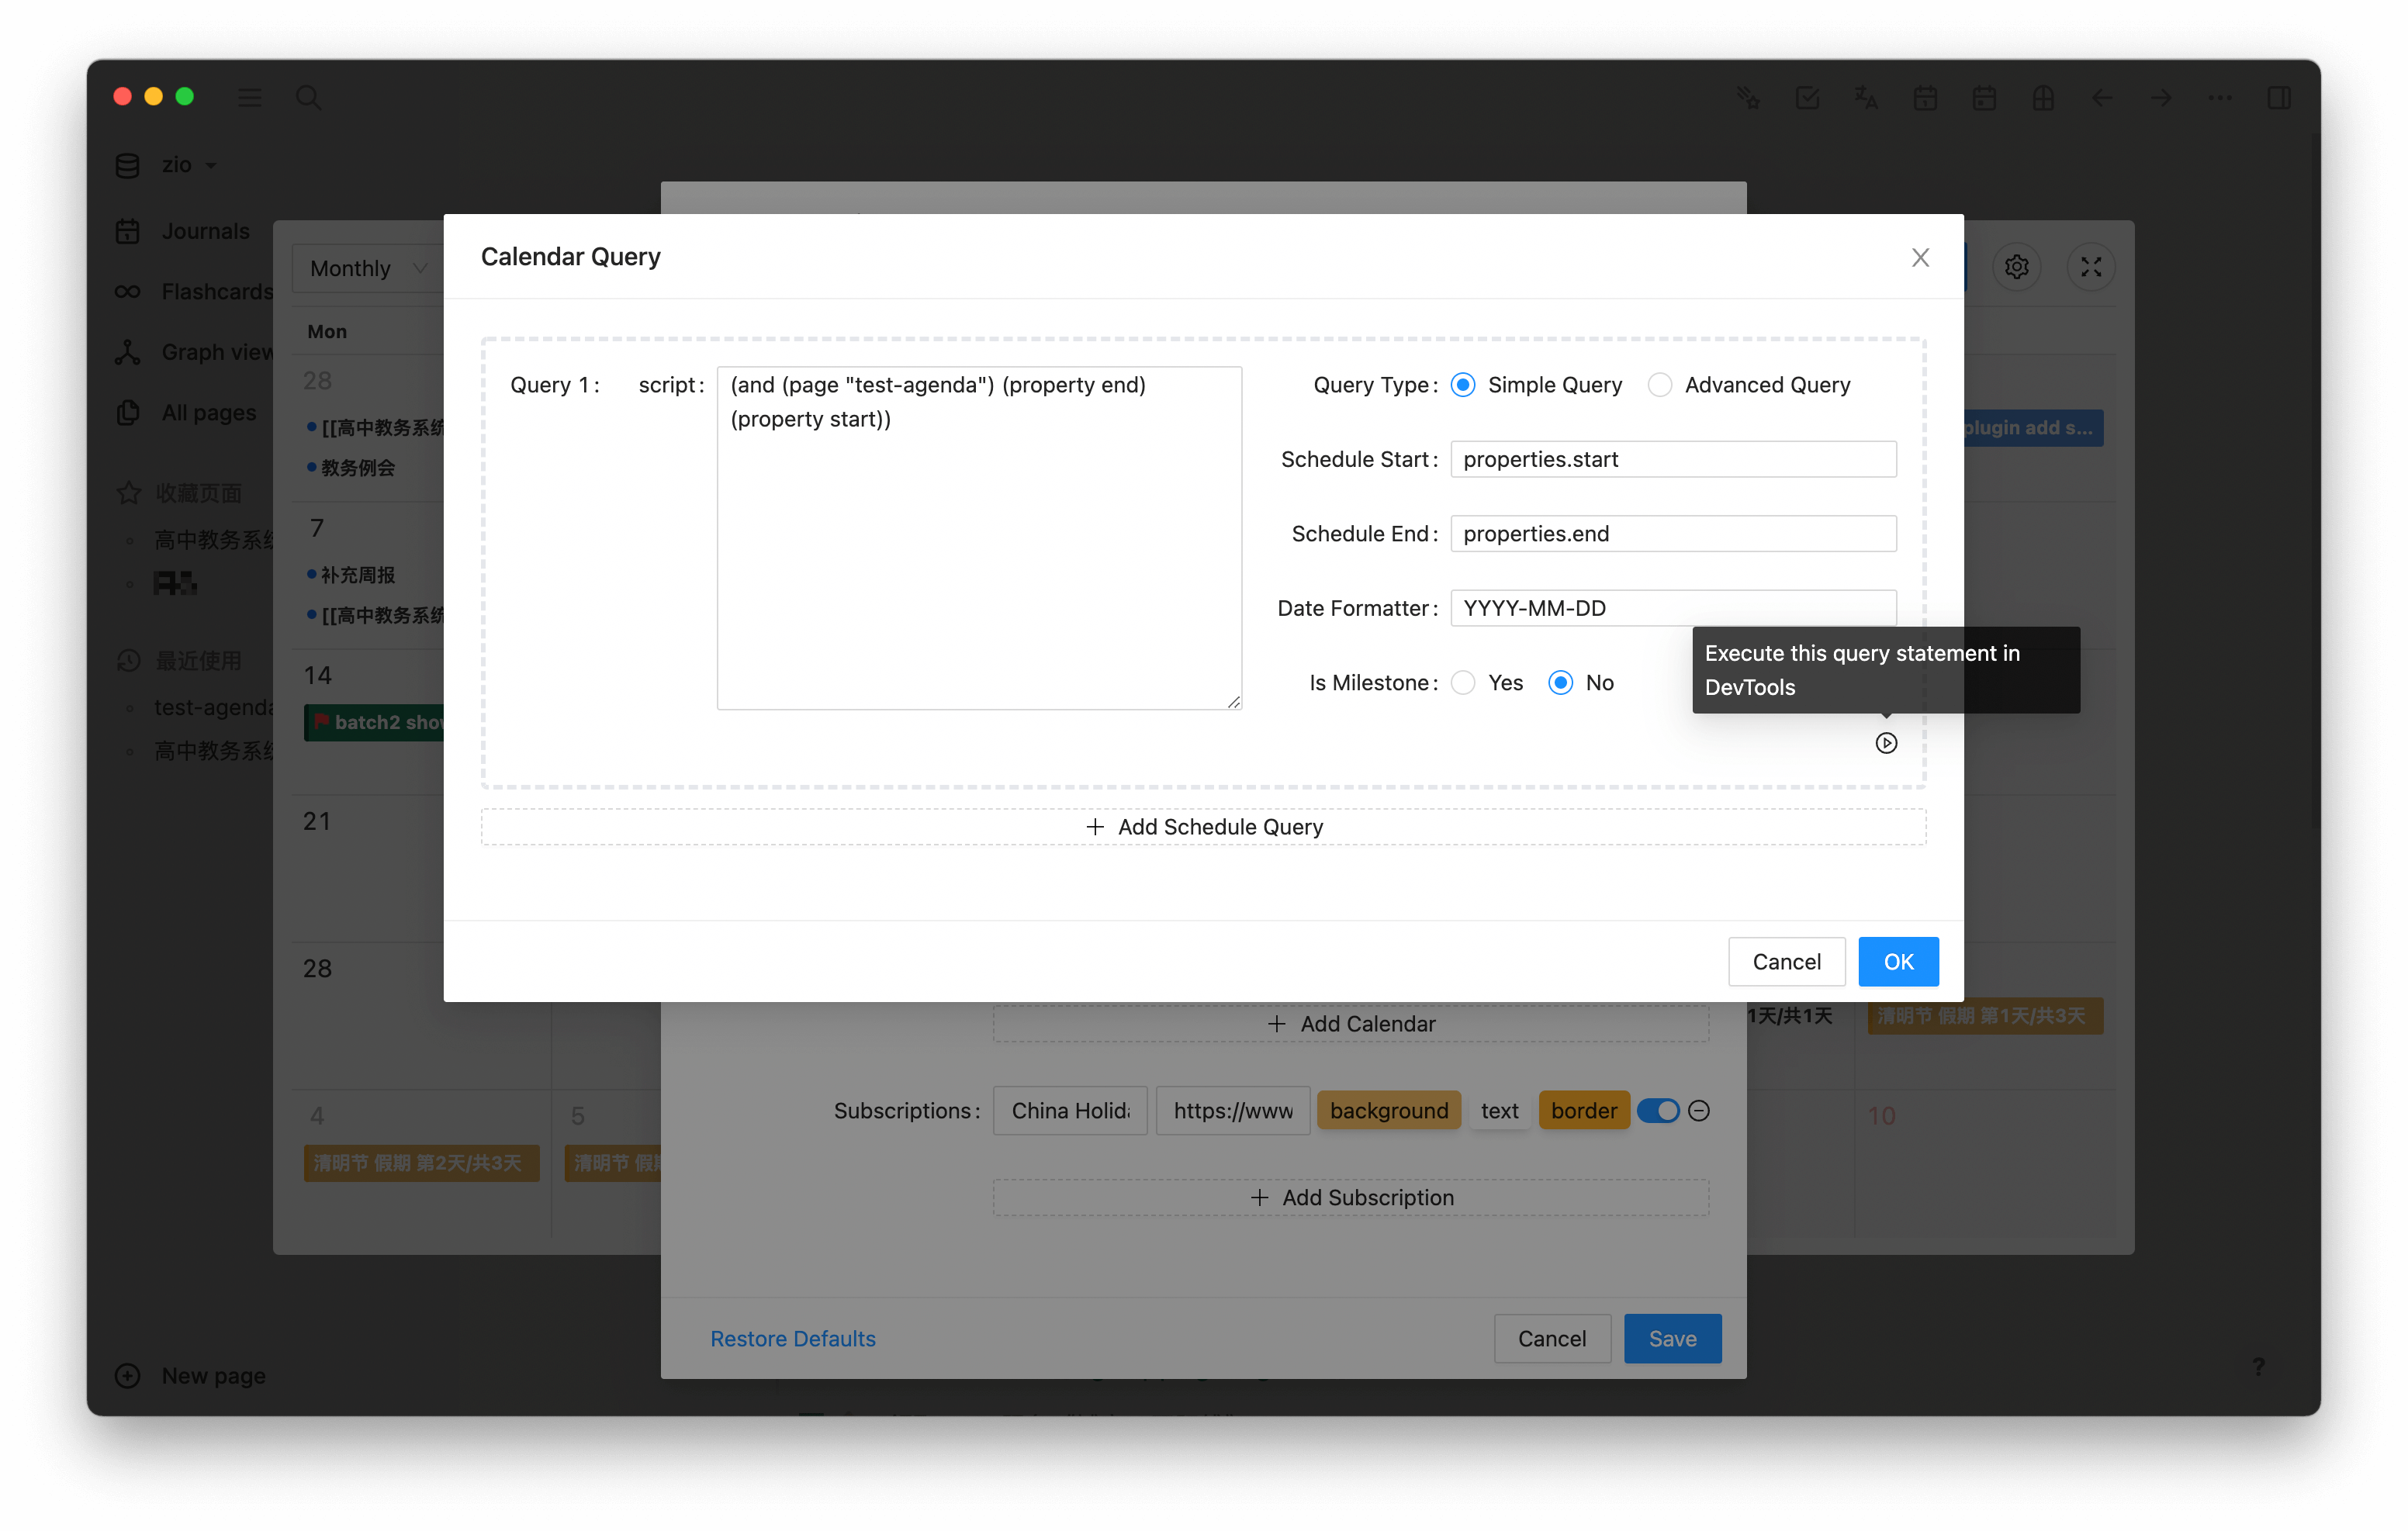 zio
Journals
Flashcards
Graph view
All pages
收藏页面
高中教务系统
最近使用
test-agenda
高中教务系统
New page
Monthly
Mon
28
[[高中教务系统
教务例会
7
补充周报
[[高中教务系统
14
batch2 show
21
28
4
清明节 假期 第2天/共3天
5
清明节 假期
plugin add s...
1天/共1天
清明节 假期 第1天/共3天
10
Calendar Query
Query 1 :
script :
(and (page "test-agenda") (property end)
(property start))
Query Type :
Simple Query
Advanced Query
Schedule Start :
properties.start
Schedule End :
properties.end
Date Formatter :
YYYY-MM-DD
Execute this query statement in
DevTools
Is Milestone :
Yes
No
+ Add Schedule Query
Cancel
OK
+ Add Calendar
Subscriptions :
China Holida
https://www
background
text
border
+ Add Subscription
Restore Defaults
Cancel
Save
?